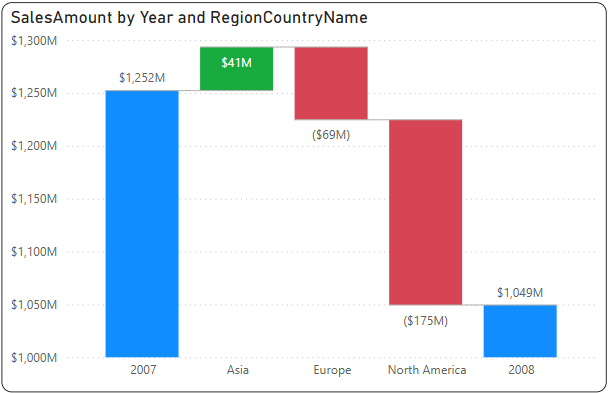 SalesAmount by Year and RegionCountryName
$1,300M
$1,250M
$1,200M
$1,150M
$1,100M
$1,050M
$1,000M
$1,252M
$41M
($69M)
($175M)
$1,049M
2007 Asia Europe North America 2008